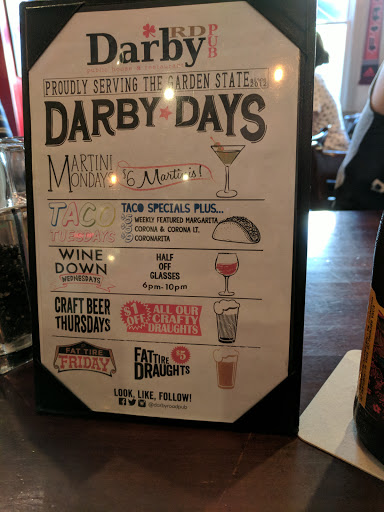 Darby RD
PUB
PROUDLY SERVING THE GARDEN STATE
DARBY DAYS
MARTINI
MONDAYS
$6 Martinis!
TACO
TUESDAYS
TACO SPECIALS PLUS...
WEEKLY FEATURED MARGARITA
CORONA & CORONA LT.
CORONARITA
WINE
DOWN
WEDNESDAYS
HALF
OFF
GLASSES
6pm-10pm
CRAFT BEER
THURSDAYS
$1 OFF
ALL OUR
CRAFTY
DRAUGHTS
FAT TIRE
FRIDAY
FAT TIRE $5
DRAUGHTS
LOOK, LIKE, FOLLOW!
@darbyroadpub